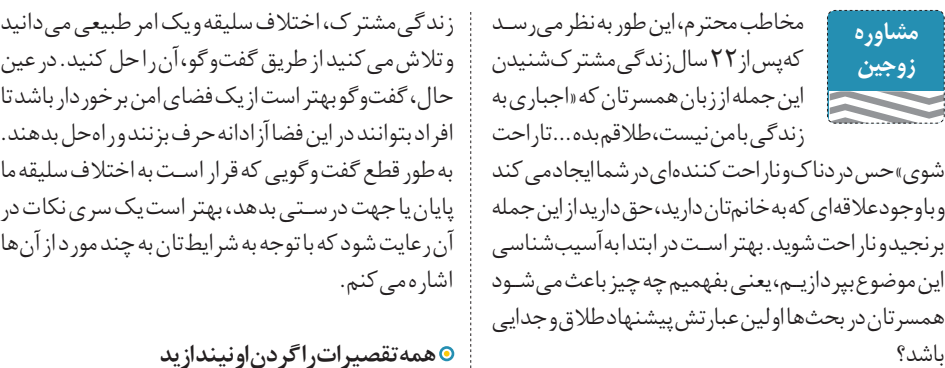 مشاوره
زوجین
مخاطب محترم، این طور به نظر می‌رسد
که پس از ۲۲ سال زندگی مشترک شنیدن
این جمله از زبان همسرتان که «اجباری به
زندگی با من نیست، طلاقم بده... تا راحت
شوی» حس دردناک و ناراحت کننده‌ای در شما ایجاد می کند
و با وجود علاقه‌ای که به خانم‌تان دارید، حق دارید از این جمله
برنجید و ناراحت شوید. بهتر است در ابتدا به آسیب‌شناسی
این موضوع بپردازیم، یعنی بفهمیم چه چیز باعث می‌شود
همسرتان در بحث‌ها اولین عبارتش پیشنهاد طلاق و جدایی
باشد؟
زندگی مشترک، اختلاف سلیقه و یک امر طبیعی می‌دانید
و تلاش می کنید از طریق گفت‌وگو، آن را حل کنید. در عین
حال، گفت‌وگو بهتر است از یک فضای امن برخوردار باشد تا
افراد بتوانند در این فضا آزادانه حرف بزنند و راه‌حل بدهند.
به طور قطع گفت و گویی که قرار است به اختلاف سلیقه ما
پایان یا جهت درستی بدهد، بهتر است یک سری نکات در
آن رعایت شود که با توجه به شرایط‌تان به چند مورد از آن‌ها
اشاره می کنم.
همه تقصیرات را گردن او نیندازید